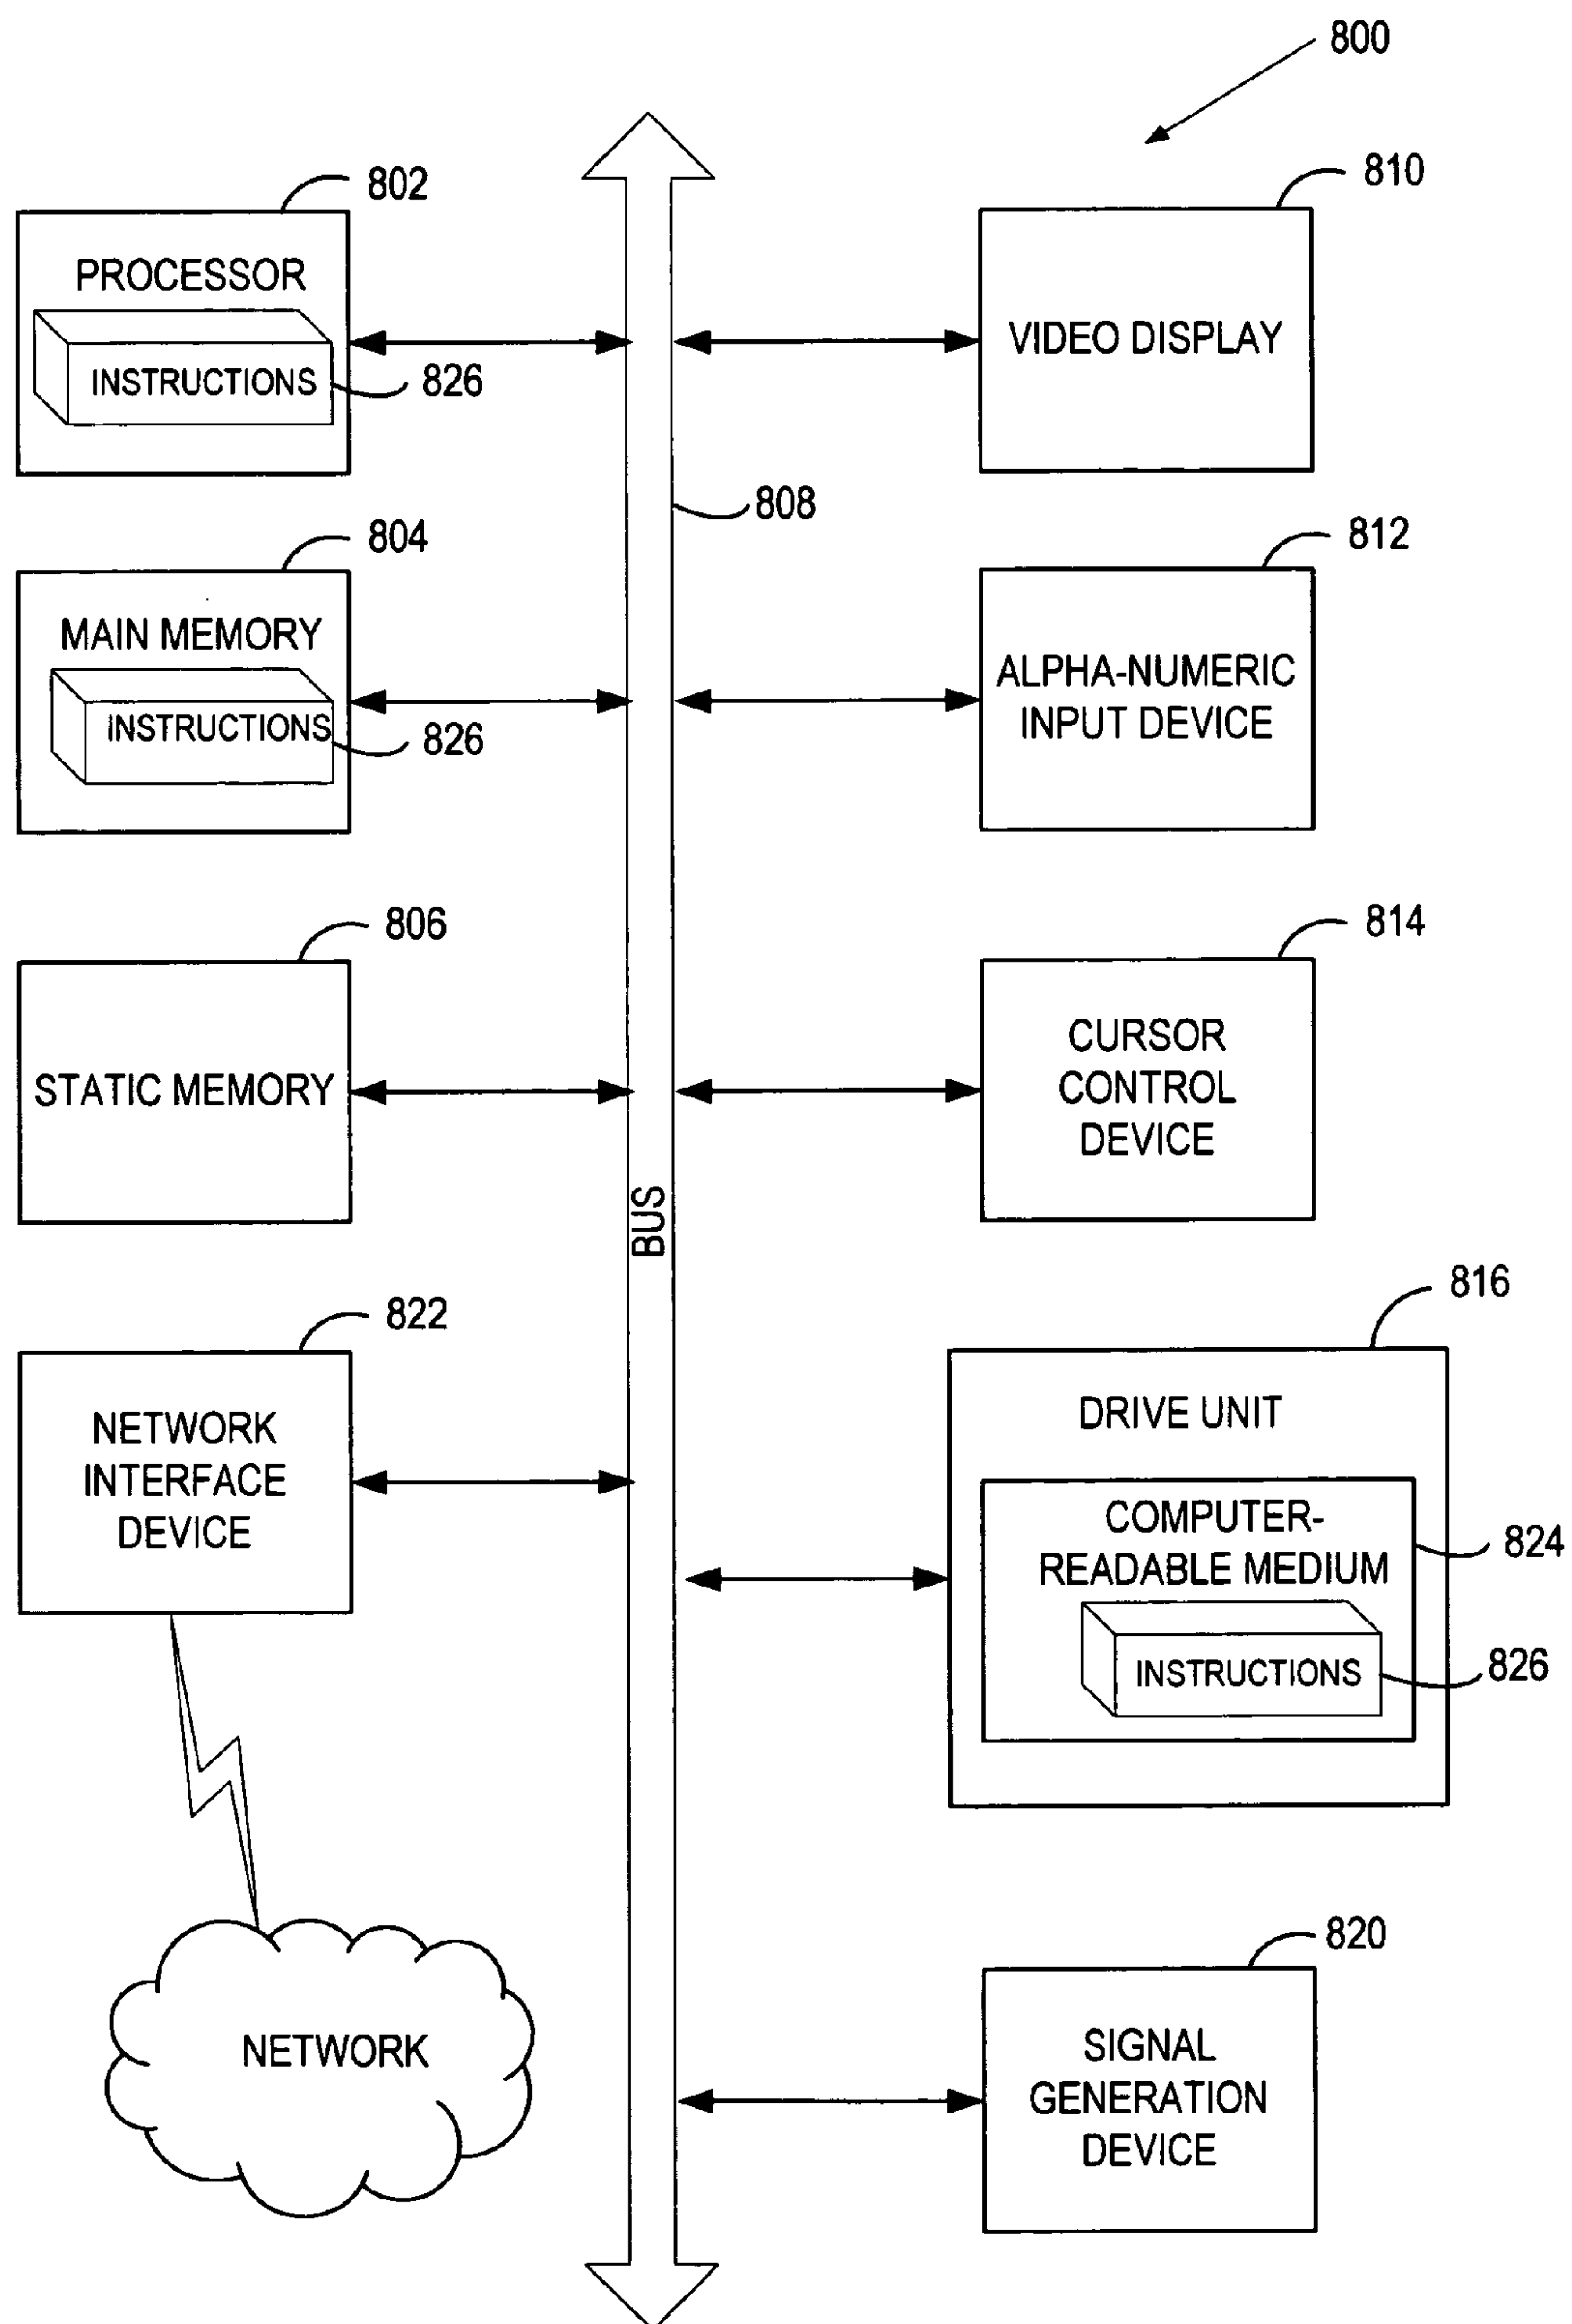 800
802
PROCESSOR
INSTRUCTIONS
826
804
MAIN MEMORY
INSTRUCTIONS
826
806
STATIC MEMORY
822
NETWORK
INTERFACE
DEVICE
NETWORK
BUS
808
810
VIDEO DISPLAY
812
ALPHA-NUMERIC
INPUT DEVICE
814
CURSOR
CONTROL
DEVICE
816
DRIVE UNIT
COMPUTER-
READABLE MEDIUM
824
INSTRUCTIONS
826
820
SIGNAL
GENERATION
DEVICE